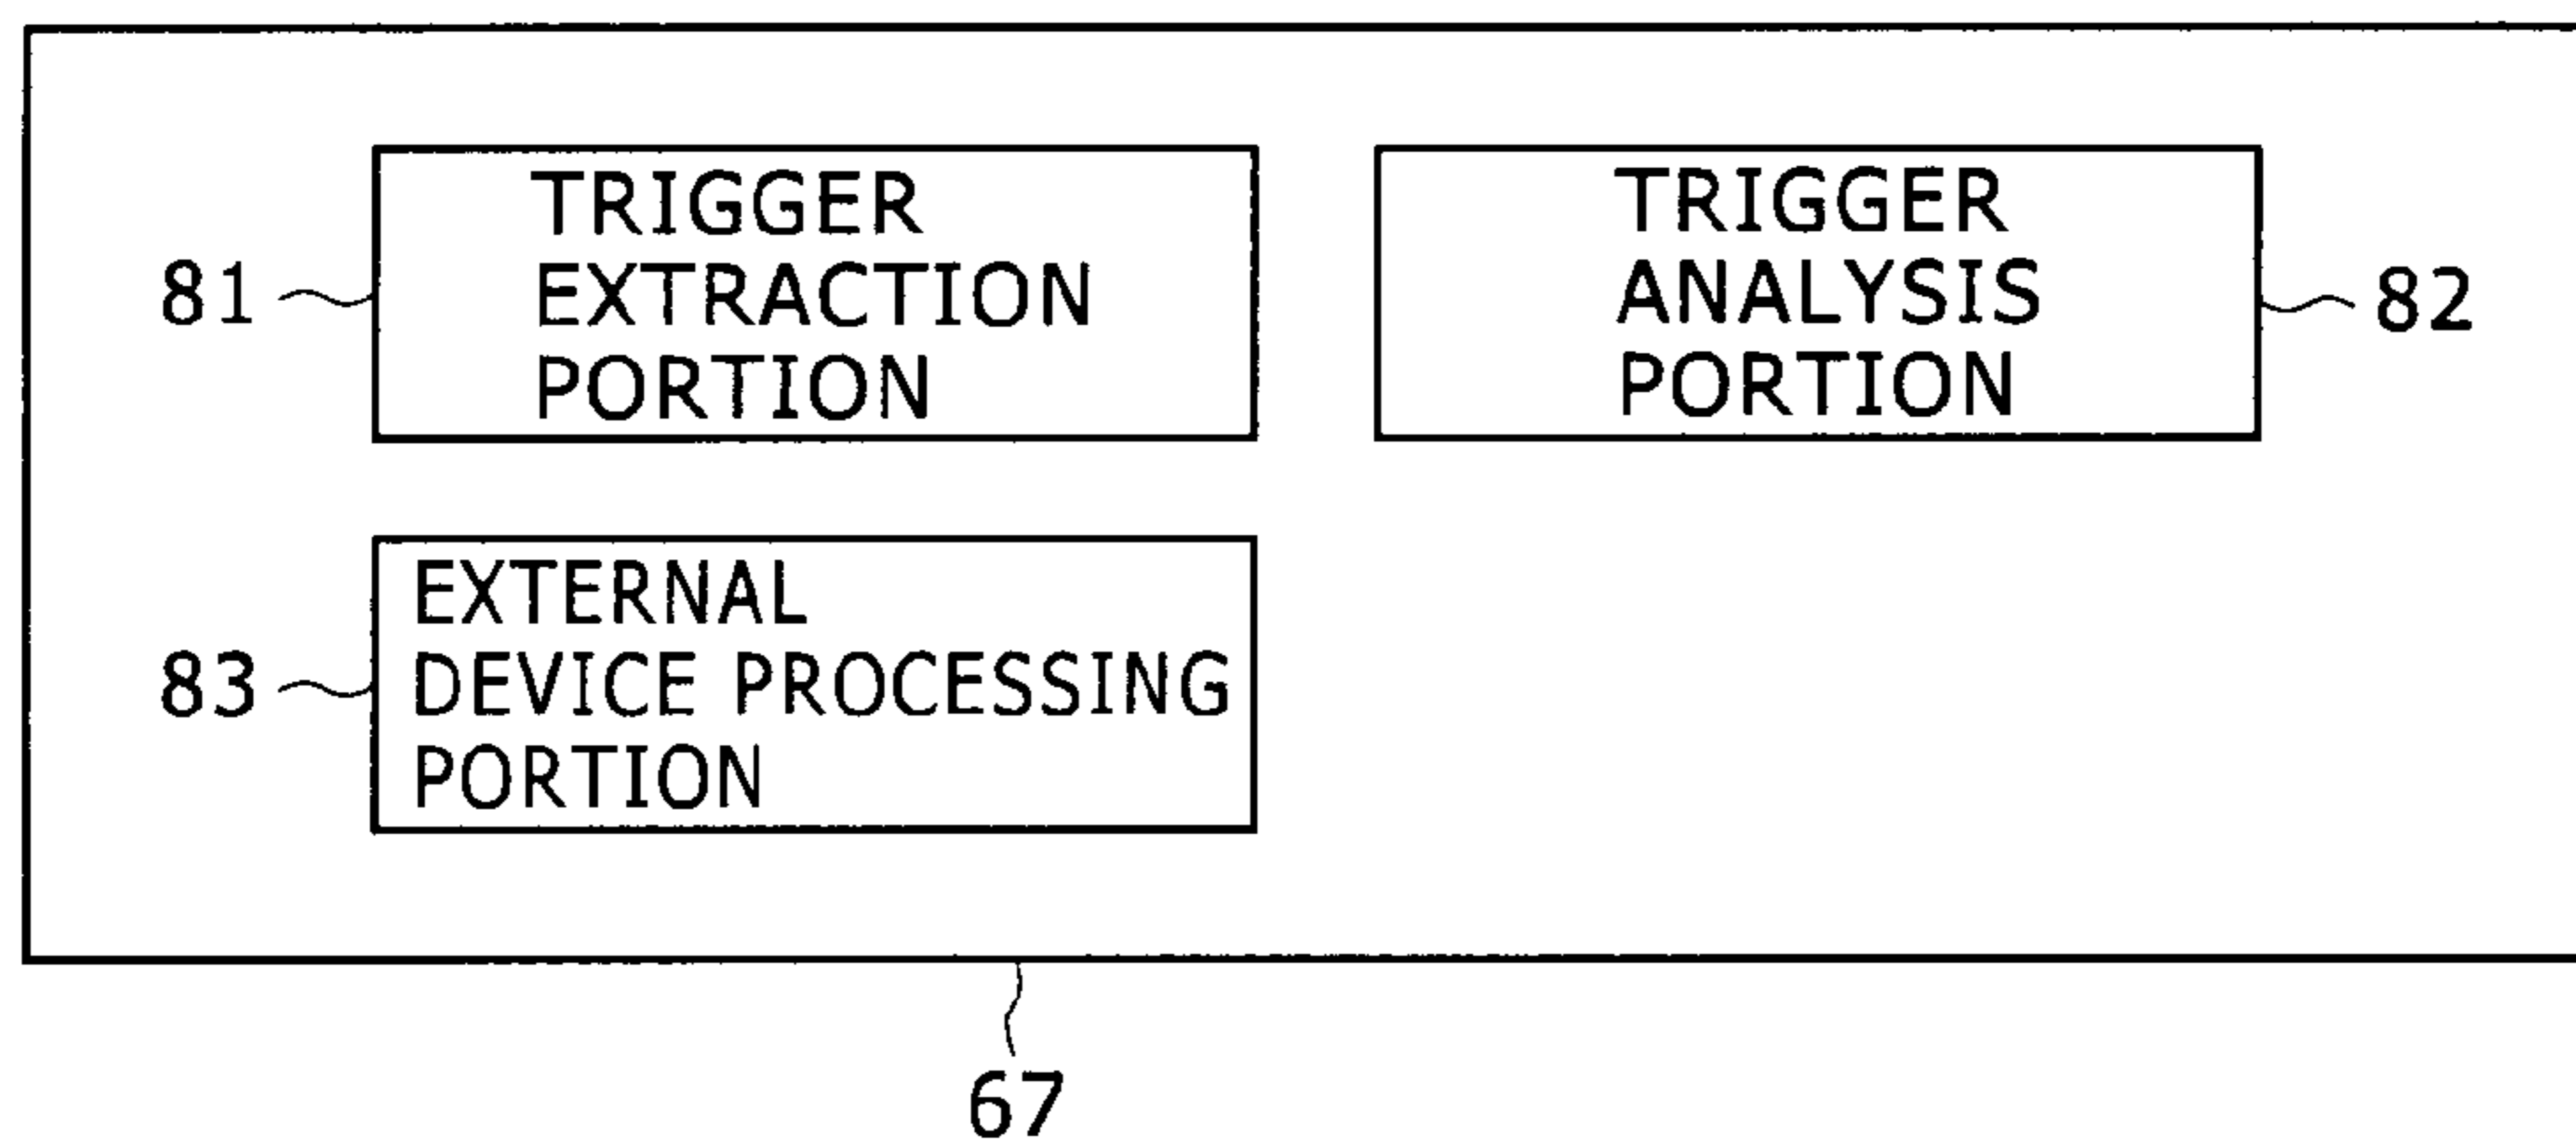 81
TRIGGER
EXTRACTION
PORTION
TRIGGER
ANALYSIS
PORTION
82
83
EXTERNAL
DEVICE PROCESSING
PORTION
67